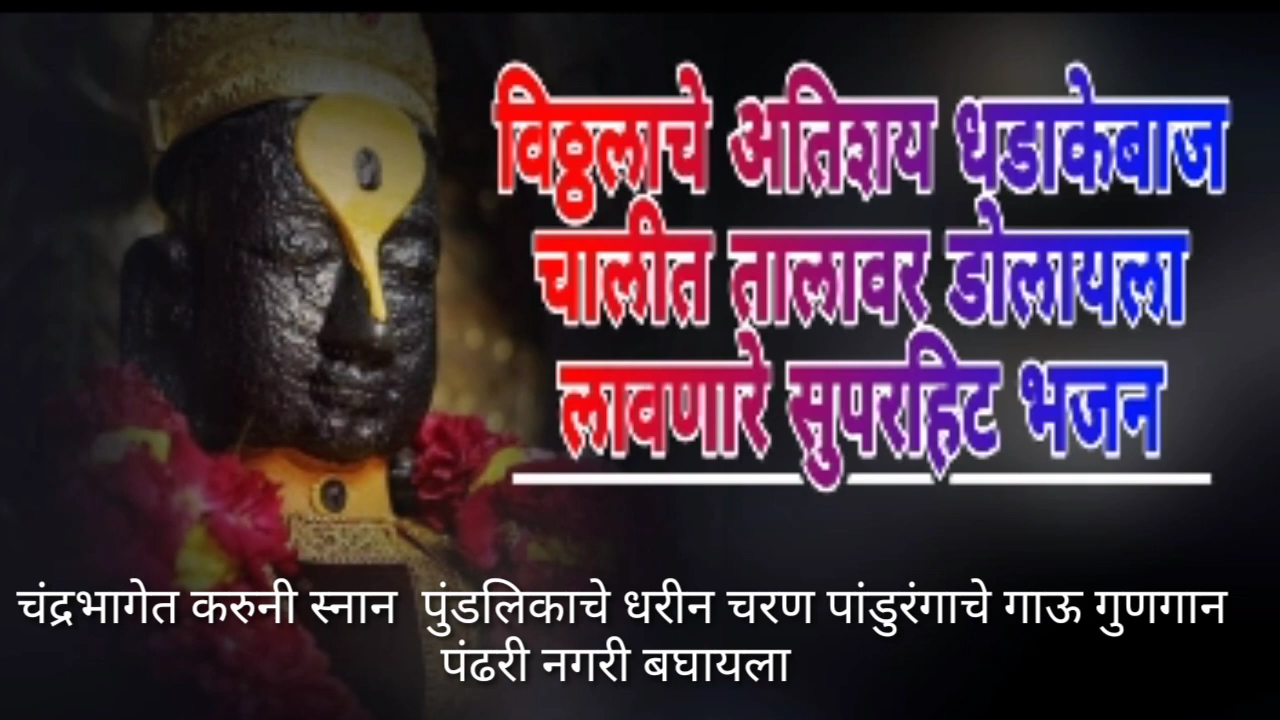 विठ्ठलाचे अतिशय धडाकेबाज
चालीत तालावर डोलायला
लावणारे सुपरहिट भजन
चंद्रभागेत करुनी स्नान  पुंडलिकाचे धरीन चरण पांडुरंगाचे गाऊ गुणगान
पंढरी नगरी बघायला